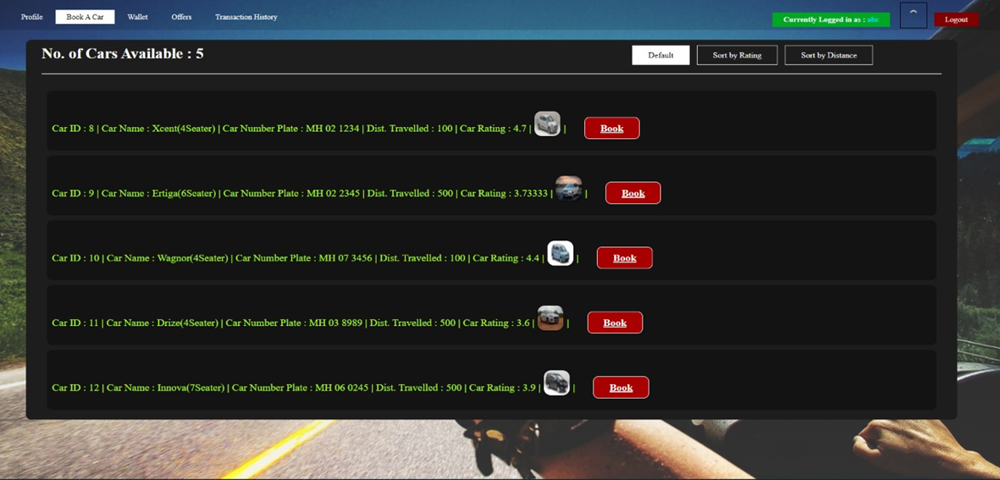 Profile Book A Car Wallet Offers Transaction History Currently Logged in as : abc Logout
No. of Cars Available : 5 Default Sort by Rating Sort by Distance
Car ID : 8 | Car Name : Xcent(4Seater) | Car Number Plate : MH 02 1234 | Dist. Travelled : 100 | Car Rating : 4.7 | | Book
Car ID : 9 | Car Name : Ertiga(6Seater) | Car Number Plate : MH 02 2345 | Dist. Travelled : 500 | Car Rating : 3.73333 | | Book
Car ID : 10 | Car Name : Wagnor(4Seater) | Car Number Plate : MH 07 3456 | Dist. Travelled : 100 | Car Rating : 4.4 | | Book
Car ID : 11 | Car Name : Drize(4Seater) | Car Number Plate : MH 03 8989 | Dist. Travelled : 500 | Car Rating : 3.6 | | Book
Car ID : 12 | Car Name : Innova(7Seater) | Car Number Plate : MH 06 0245 | Dist. Travelled : 500 | Car Rating : 3.9 | | Book